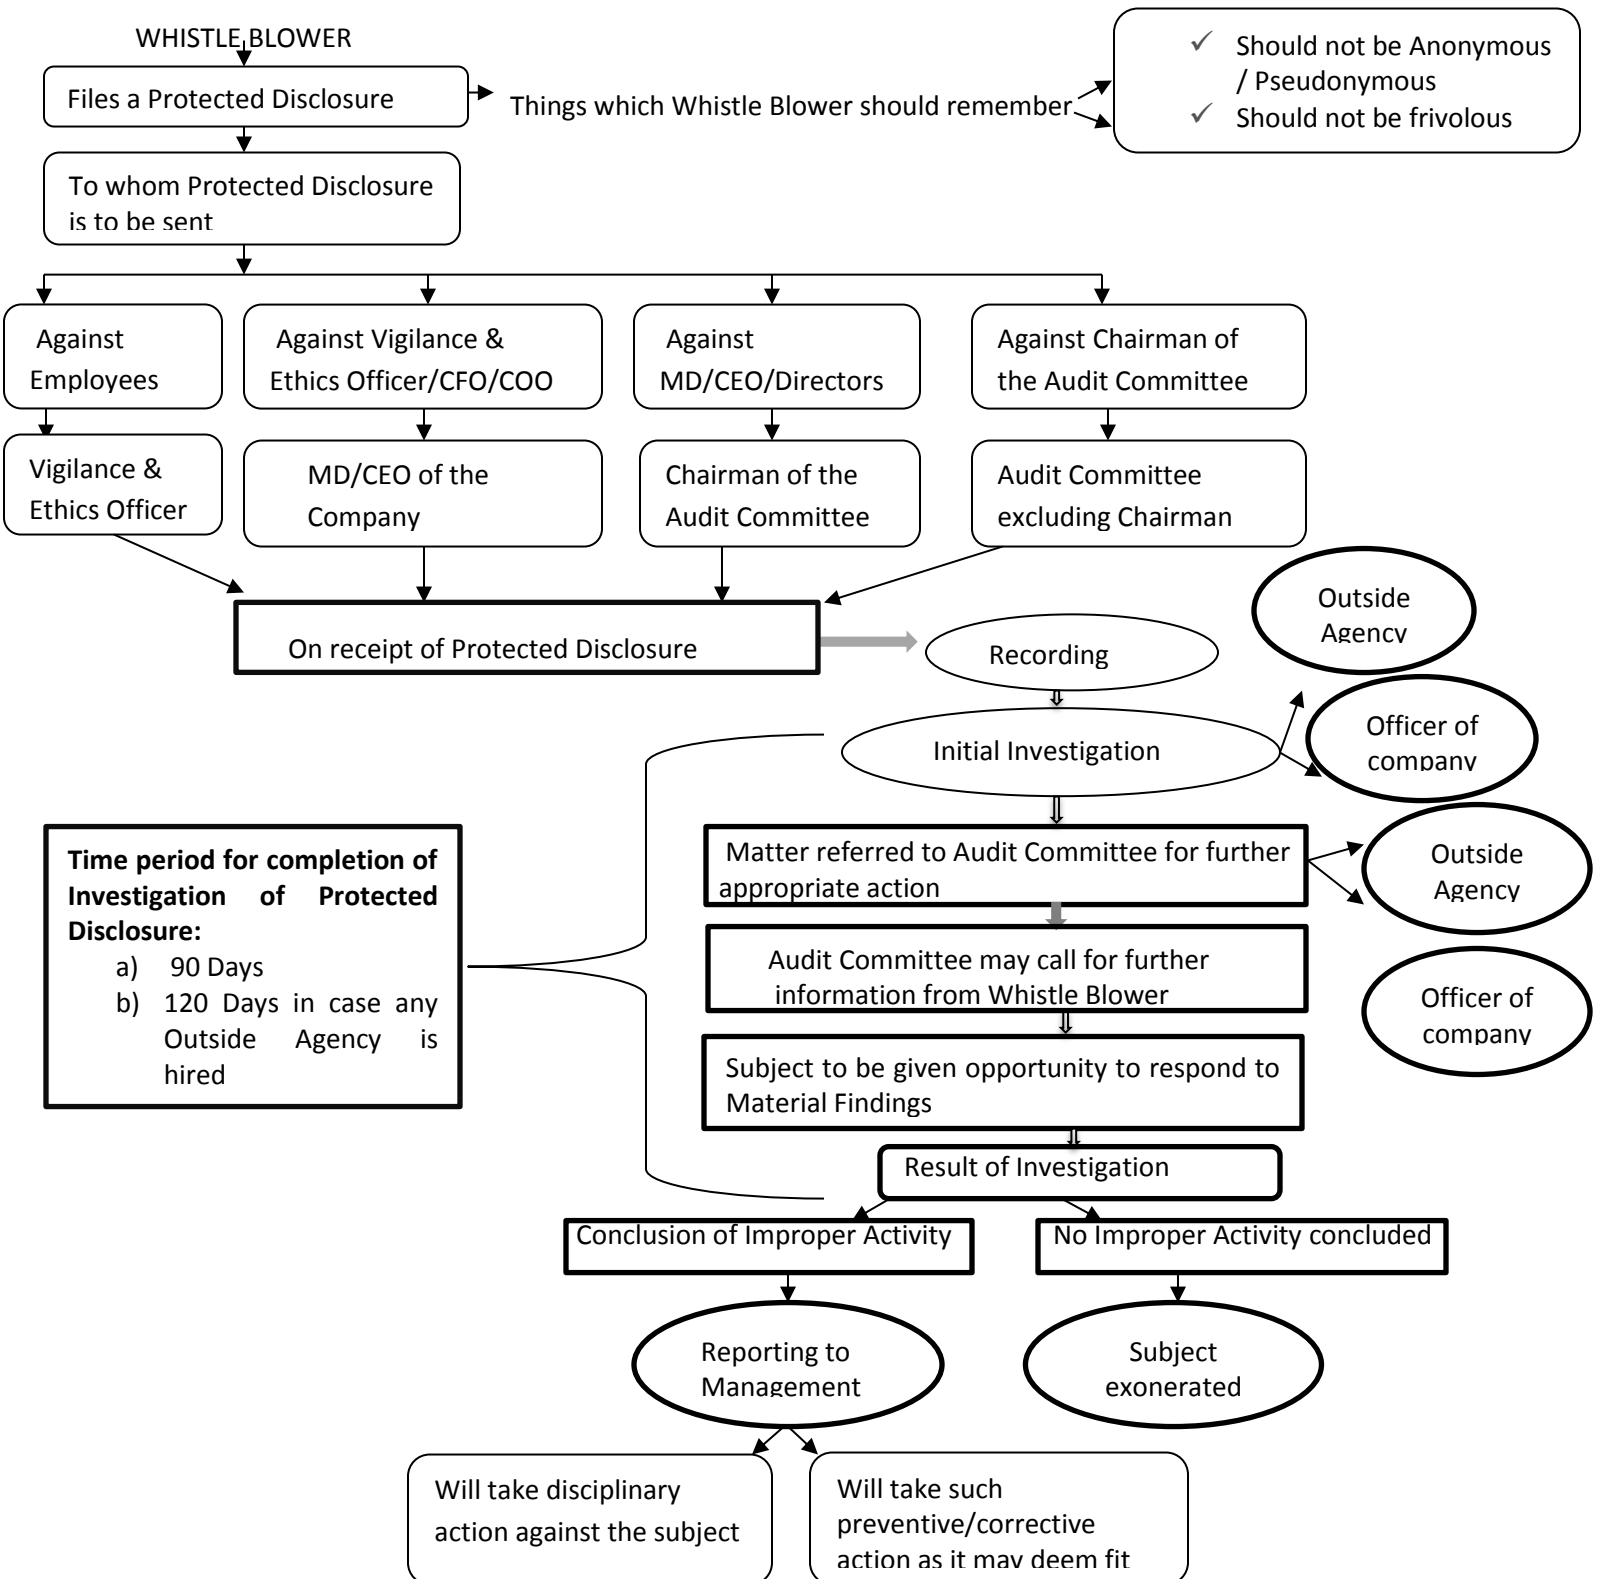 WHISTLE BLOWER
Files a Protected Disclosure
Things which Whistle Blower should remember
✓ Should not be Anonymous
/ Pseudonymous
✓ Should not be frivolous
To whom Protected Disclosure
is to be sent
Against
Employees
Against Vigilance &
Ethics Officer/CFO/COO
Against
MD/CEO/Directors
Against Chairman of
the Audit Committee
Vigilance &
Ethics Officer
MD/CEO of the
Company
Chairman of the
Audit Committee
Audit Committee
excluding Chairman
On receipt of Protected Disclosure
Recording
Outside
Agency
Initial Investigation
Officer of
company
Matter referred to Audit Committee for further
appropriate action
Outside
Agency
Audit Committee may call for further
information from Whistle Blower
Officer of
company
Time period for completion of
Investigation of Protected
Disclosure:
a) 90 Days
b) 120 Days in case any
Outside Agency is
hired
Subject to be given opportunity to respond to
Material Findings
Result of Investigation
Conclusion of Improper Activity
No Improper Activity concluded
Reporting to
Management
Subject
exonerated
Will take disciplinary
action against the subject
Will take such
preventive/corrective
action as it may deem fit